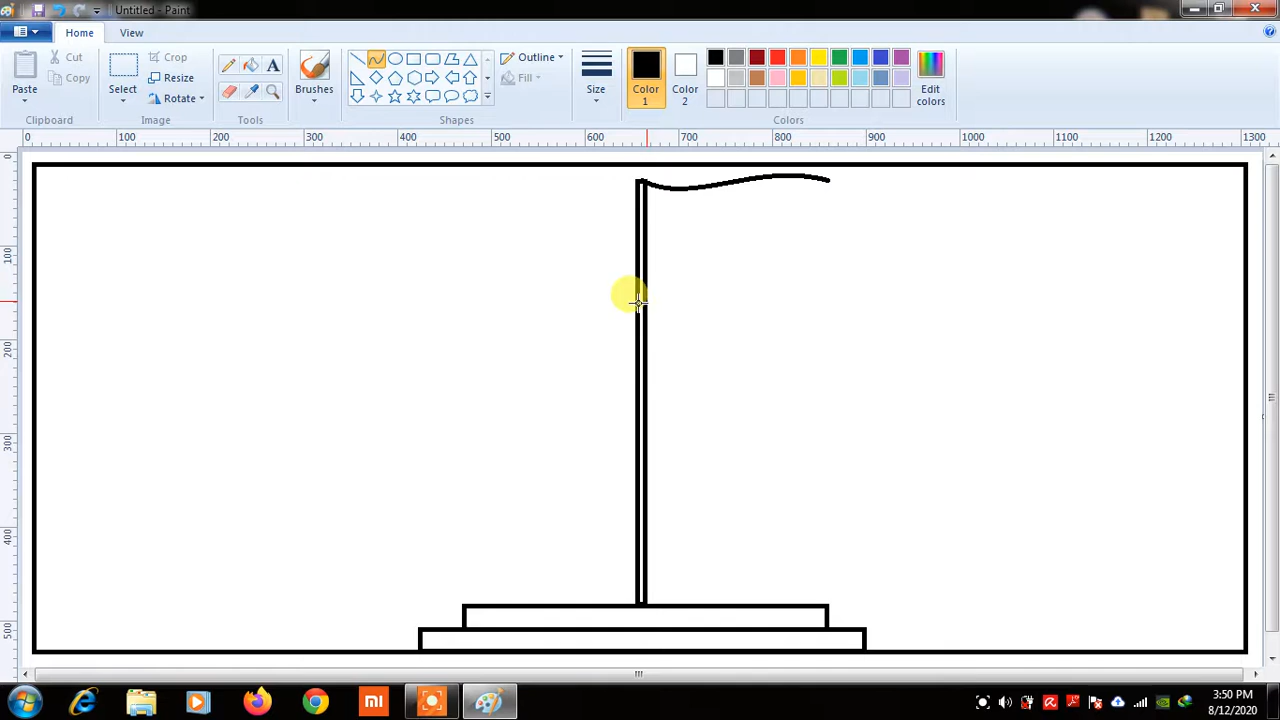 Untitled - Paint
Home
View
Paste
Cut
Copy
Clipboard
Select
Crop
Resize
Rotate
Image
Tools
Brushes
Shapes
Outline
Fill
Size
Color
1
Color
2
Edit
colors
Colors
0 100 200 300 400 500 600 700 800 900 1000 1100 1200 1300
0
100
200
300
400
500
3:50 PM
8/12/2020